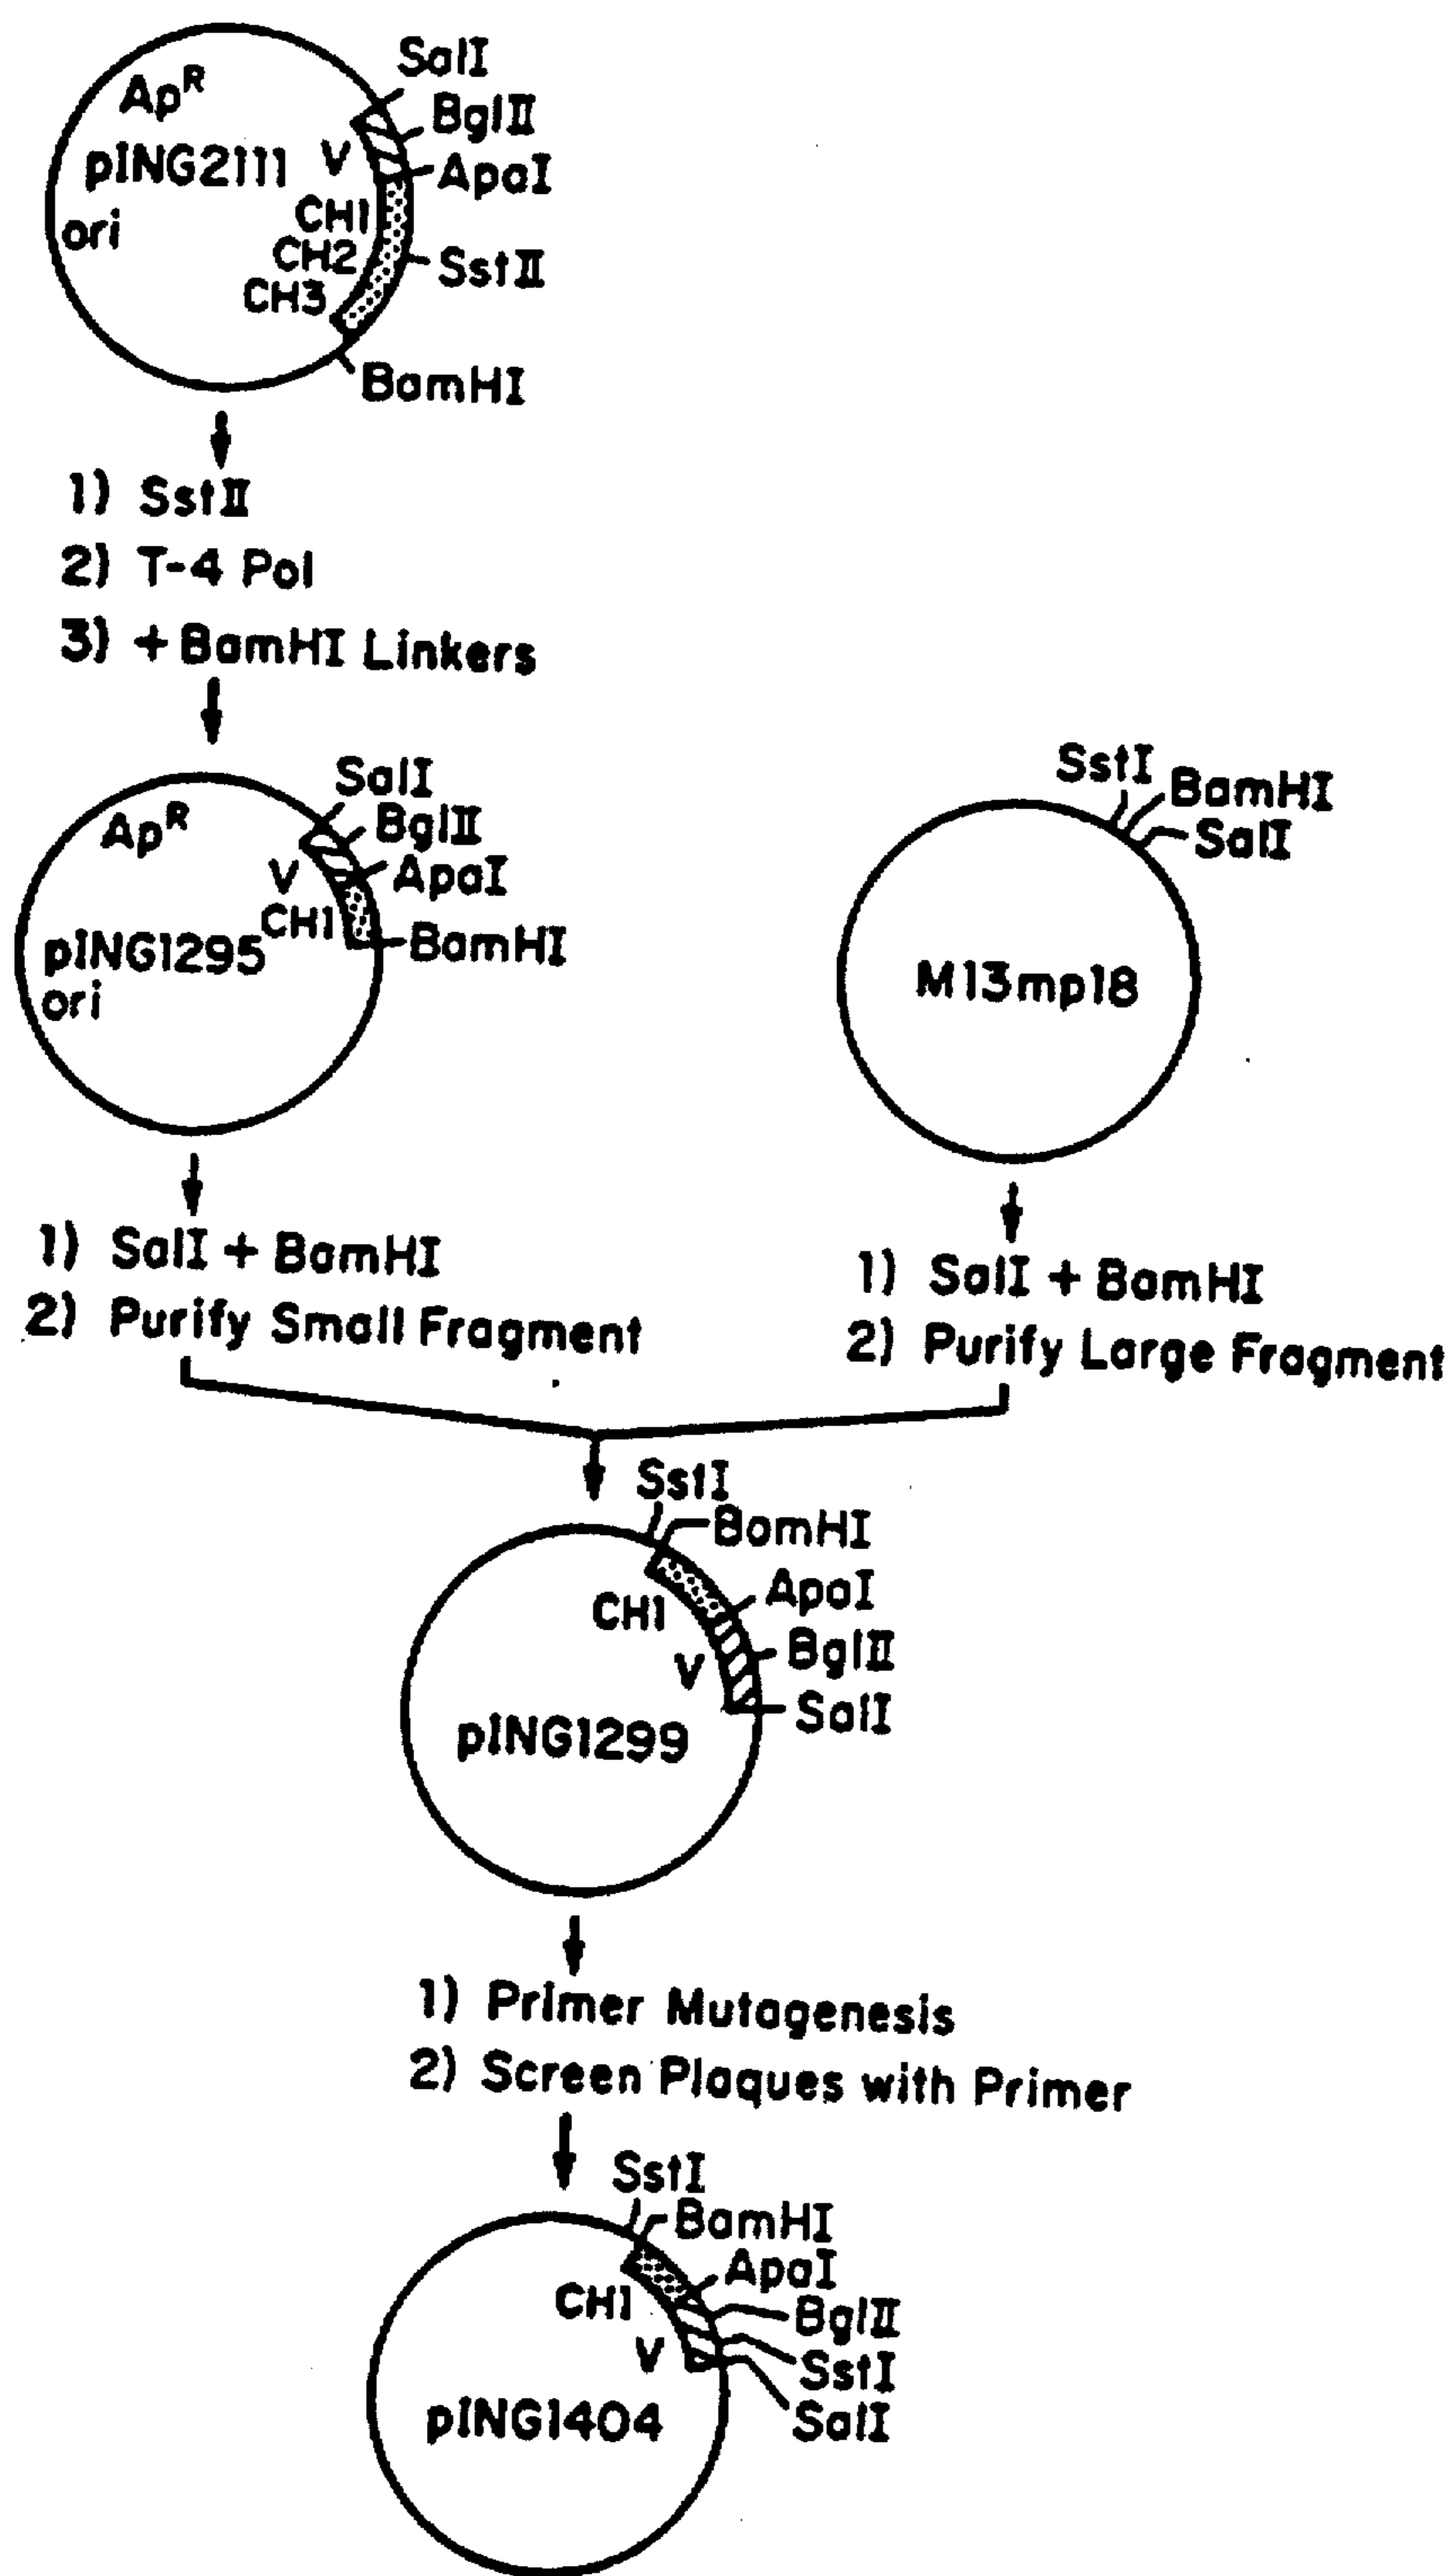 SalI
Ap^R
BglII
pING2111
V
ApaI
CH1
ori
CH2
SstII
CH3
BamHI
1) SstII
2) T-4 Pol
3) + BamHI Linkers
SalI
Ap^R
BglII
V
ApaI
CH1
BamHI
pING1295
ori
SstI
BamHI
SalI
M13mp18
1) SalI + BamHI
2) Purify Small Fragment
1) SalI + BamHI
2) Purify Large Fragment
SstI
BamHI
ApaI
CH1
BglII
V
SalI
pING1299
1) Primer Mutagenesis
2) Screen Plaques with Primer
SstI
BamHI
ApaI
CH1
BglII
V
SstI
SalI
pING1404